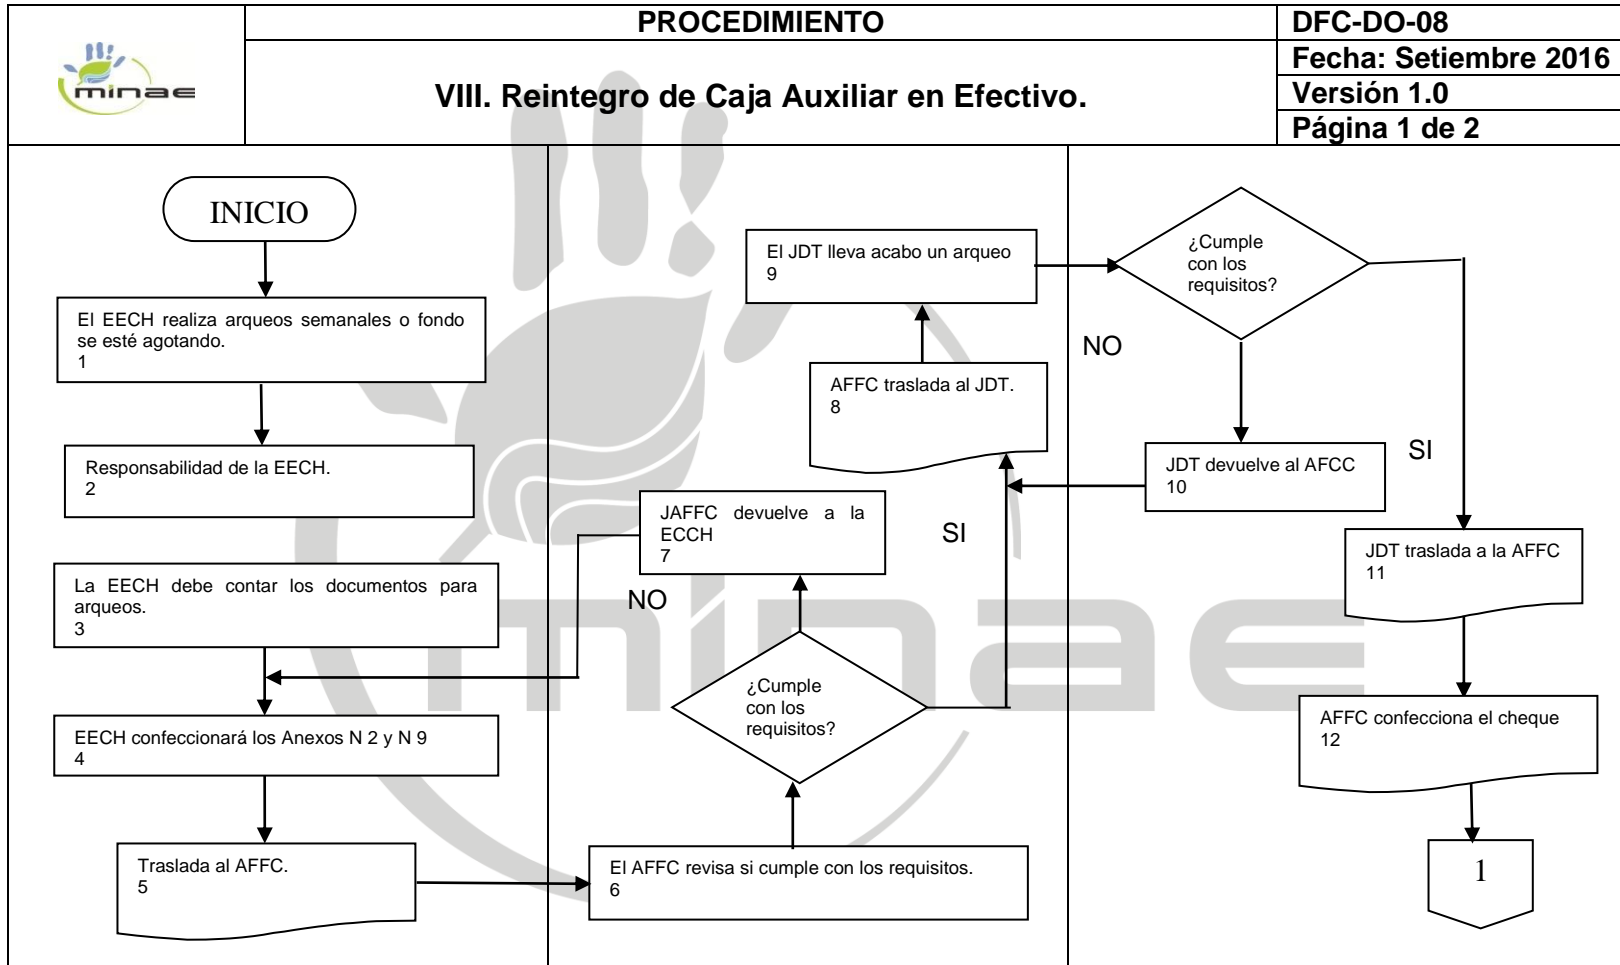 minae
PROCEDIMIENTO
VIII. Reintegro de Caja Auxiliar en Efectivo.
DFC-DO-08
Fecha: Setiembre 2016
Versión 1.0
Página 1 de 2
INICIO
El EECH realiza arqueos semanales o fondo
se esté agotando.
1
Responsabilidad de la EECH.
2
La EECH debe contar los documentos para
arqueos.
3
EECH confeccionará los Anexos N 2 y N 9
4
Traslada al AFFC.
5
El AFFC revisa si cumple con los requisitos.
6
¿Cumple
con los
requisitos?
NO
SI
JAFFC devuelve a la
ECCH
7
AFFC traslada al JDT.
8
El JDT lleva acabo un arqueo
9
¿Cumple
con los
requisitos?
NO
SI
JDT devuelve al AFCC
10
JDT traslada a la AFFC
11
AFFC confecciona el cheque
12
1
minae